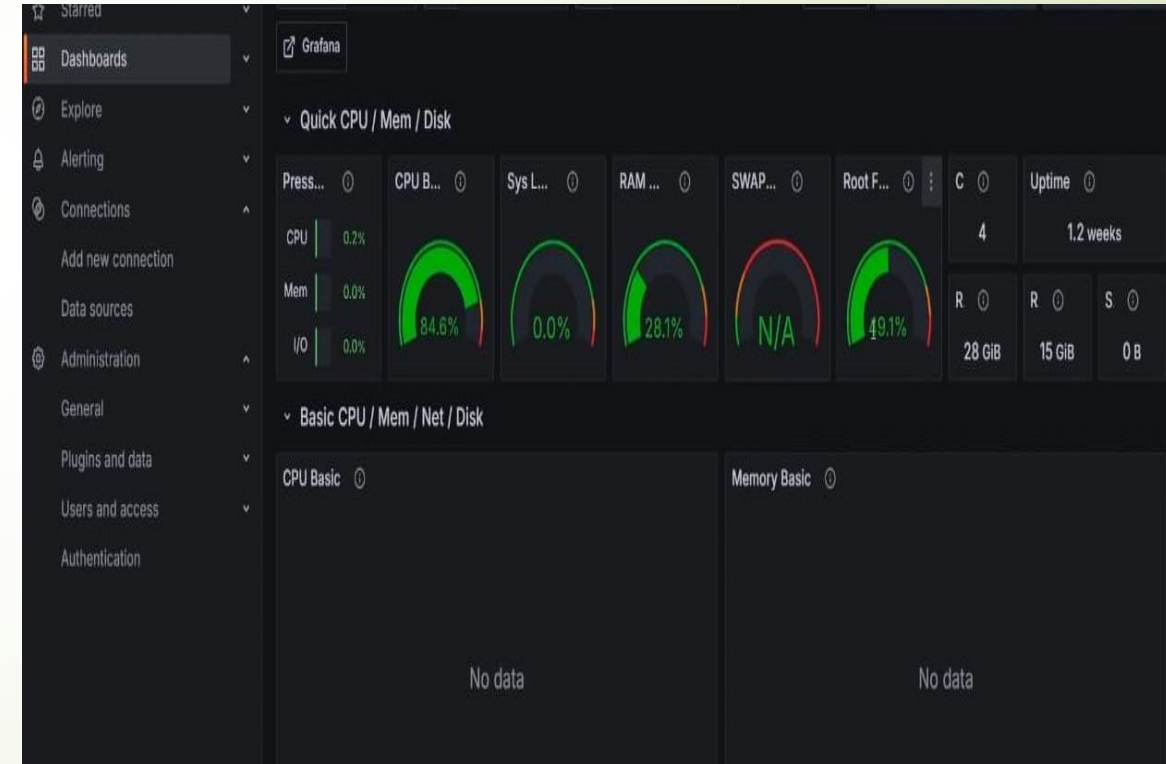 Starred
Dashboards
Explore
Alerting
Connections
Add new connection
Data sources
Administration
General
Plugins and data
Users and access
Authentication
Grafana
Quick CPU / Mem / Disk
Press...
CPU 0.2%
Mem 0.0%
I/O 0.0%
CPU B...
84.6%
Sys L...
0.0%
RAM ...
28.1%
SWAP...
N/A
Root F...
49.1%
C
4
Uptime
1.2 weeks
R
28 GiB
R
15 GiB
S
0 B
Basic CPU / Mem / Net / Disk
CPU Basic
No data
Memory Basic
No data